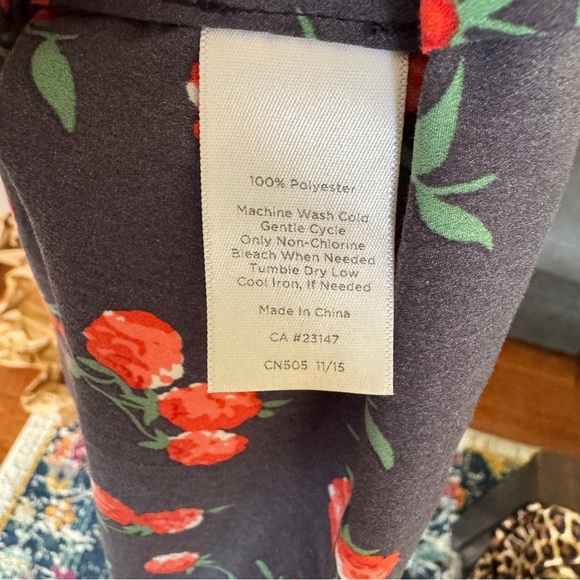 100% Polyester
Machine Wash Cold
Gentle Cycle
Only Non-Chlorine
Bleach When Needed
Tumble Dry Low
Cool Iron, If Needed
Made In China
CA #23147
CN505 11/15